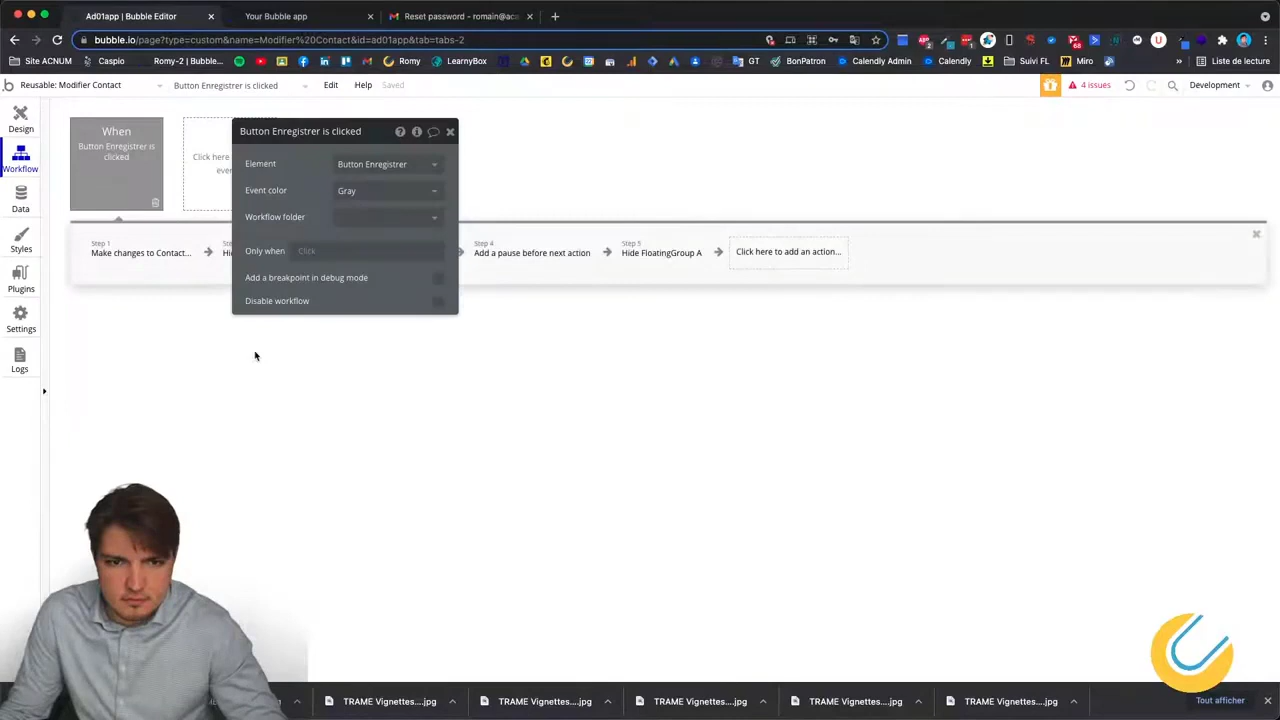 Ad01app | Bubble Editor
Your Bubble app
Reset password - romain@ac
bubble.io/page?type=custom&name=Modifier%20Contact&id=ad01app&tab=tabs-2
Site ACNUM
Caspio
Romy-2 | Bubble...
Romy
LearnyBox
GT
BonPatron
Calendly Admin
Calendly
Suivi FL
Miro
Liste de lecture
Reusable: Modifier Contact
Button Enregistrer is clicked
Edit
Help
Saved
4 issues
Development
Design
Workflow
Data
Styles
Plugins
Settings
Logs
When
Button Enregistrer is
clicked
Click here
eve
Button Enregistrer is clicked
Element
Button Enregistrer
Event color
Gray
Workflow folder
Only when
Click
Add a breakpoint in debug mode
Disable workflow
Step 1
Make changes to Contact...
Ste
Hi
Step 4
Add a pause before next action
Step 5
Hide FloatingGroup A
Click here to add an action...
TRAME Vignettes....jpg
TRAME Vignettes....jpg
TRAME Vignettes....jpg
TRAME Vignettes....jpg
TRAME Vignettes....jpg
Tout afficher